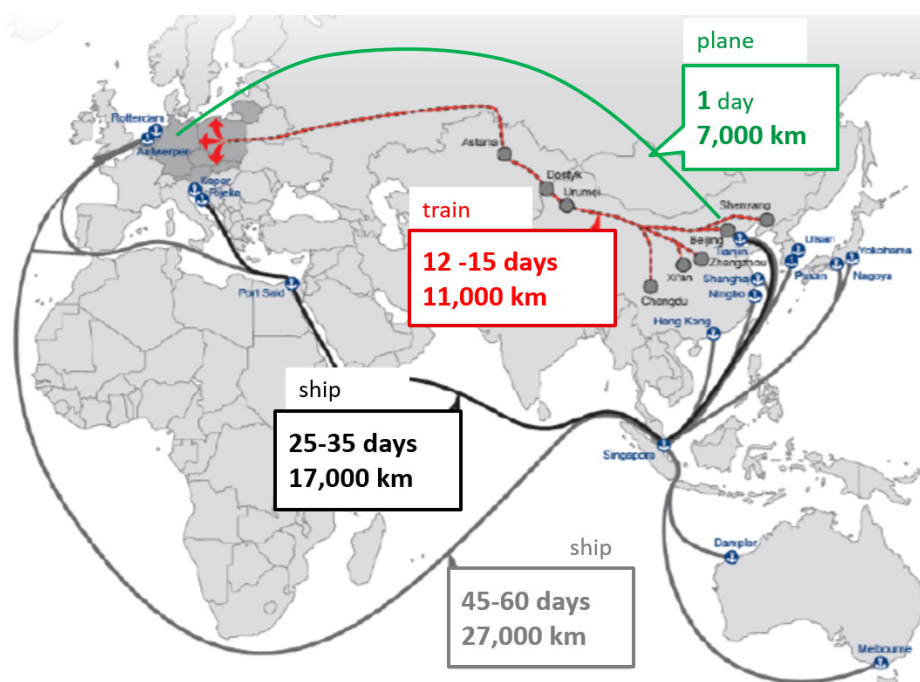 plane
1 day
7,000 km
Rotterdam
Antwerpen
Koper
Rijeka
Astana
Dostyk
Urumqi
train
12 -15 days
11,000 km
Shenyang
Beijing
Tianjin
Zhengzhou
Xi'an
Chengdu
Ulsan
Pusan
Yokohama
Nagoya
Shanghai
Ningbo
Hong Kong
Port Said
ship
25-35 days
17,000 km
Singapore
ship
45-60 days
27,000 km
Dampier
Melbourne